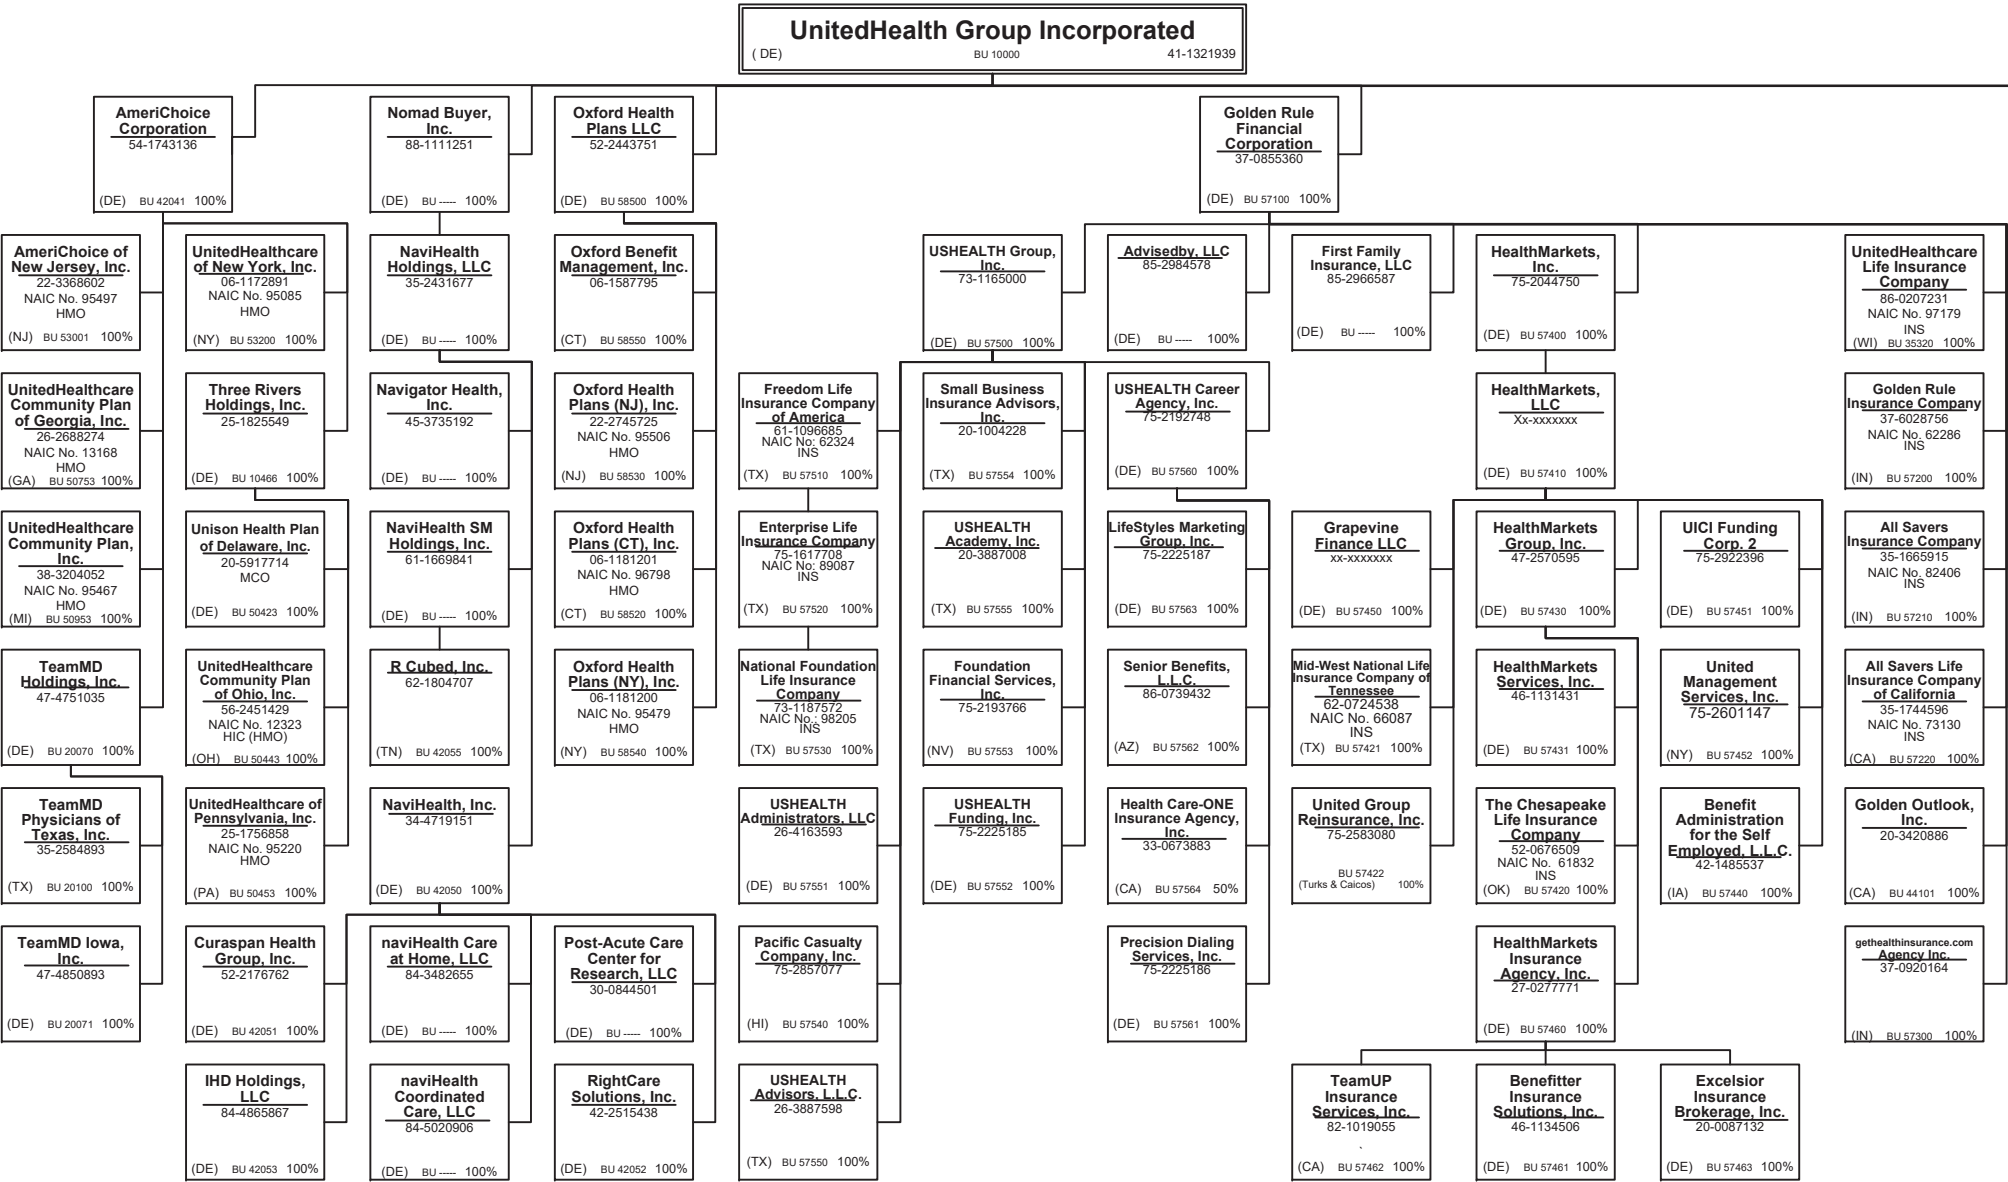 UnitedHealth Group Incorporated
( DE) BU 10000 41-1321939
AmeriChoice
Corporation
54-1743136
(DE) BU 42041 100%
Nomad Buyer,
Inc.
88-1111251
(DE) BU ----- 100%
Oxford Health
Plans LLC
52-2443751
(DE) BU 58500 100%
Golden Rule
Financial
Corporation
37-0855360
(DE) BU 57100 100%
AmeriChoice of
New Jersey, Inc.
22-3368602
NAIC No. 95497
HMO
(NJ) BU 53001 100%
UnitedHealthcare
of New York, Inc.
06-1172891
NAIC No. 95085
HMO
(NY) BU 53200 100%
NaviHealth
Holdings, LLC
35-2431677
(DE) BU ----- 100%
Oxford Benefit
Management, Inc.
06-1587795
(CT) BU 58550 100%
USHEALTH Group,
Inc.
73-1165000
(DE) BU 57500 100%
Advisedby, LLC
85-2984578
(DE) BU ----- 100%
First Family
Insurance, LLC
85-2966587
(DE) BU ----- 100%
HealthMarkets,
Inc.
75-2044750
(DE) BU 57400 100%
UnitedHealthcare
Life Insurance
Company
86-0207231
NAIC No. 97179
INS
(WI) BU 35320 100%
UnitedHealthcare
Community Plan
of Georgia, Inc.
26-2688274
NAIC No. 13168
HMO
(GA) BU 50753 100%
Three Rivers
Holdings, Inc.
25-1825549
(DE) BU 10466 100%
Navigator Health,
Inc.
45-3735192
(DE) BU ----- 100%
Oxford Health
Plans (NJ), Inc.
22-2745725
NAIC No. 95506
HMO
(NJ) BU 58530 100%
Freedom Life
Insurance Company
of America
61-1096685
NAIC No: 62324
INS
(TX) BU 57510 100%
Small Business
Insurance Advisors,
Inc.
20-1004228
(TX) BU 57554 100%
USHEALTH Career
Agency, Inc.
75-2192748
(DE) BU 57560 100%
HealthMarkets,
LLC
Xx-xxxxxxx
(DE) BU 57410 100%
Golden Rule
Insurance Company
37-6028756
NAIC No. 62286
INS
(IN) BU 57200 100%
UnitedHealthcare
Community Plan,
Inc.
38-3204052
NAIC No. 95467
HMO
(MI) BU 50953 100%
Unison Health Plan
of Delaware, Inc.
20-5917714
MCO
(DE) BU 50423 100%
NaviHealth SM
Holdings, Inc.
61-1669841
(DE) BU ----- 100%
Oxford Health
Plans (CT), Inc.
06-1181201
NAIC No. 96798
HMO
(CT) BU 58520 100%
Enterprise Life
Insurance Company
75-1617708
NAIC No: 89087
INS
(TX) BU 57520 100%
USHEALTH
Academy, Inc.
20-3887008
(TX) BU 57555 100%
LifeStyles Marketing
Group, Inc.
75-2225187
(DE) BU 57563 100%
Grapevine
Finance LLC
xx-xxxxxxx
(DE) BU 57450 100%
HealthMarkets
Group, Inc.
47-2570595
(DE) BU 57430 100%
UICI Funding
Corp. 2
75-2922396
(DE) BU 57451 100%
All Savers
Insurance Company
35-1665915
NAIC No. 82406
INS
(IN) BU 57210 100%
TeamMD
Holdings, Inc.
47-4751035
(DE) BU 20070 100%
UnitedHealthcare
Community Plan
of Ohio, Inc.
56-2451429
NAIC No. 12323
HIC (HMO)
(OH) BU 50443 100%
R Cubed, Inc.
62-1804707
(TN) BU 42055 100%
Oxford Health
Plans (NY), Inc.
06-1181200
NAIC No. 95479
HMO
(NY) BU 58540 100%
National Foundation
Life Insurance
Company
73-1187572
NAIC No.: 98205
INS
(TX) BU 57530 100%
Foundation
Financial Services,
Inc.
75-2193766
(NV) BU 57553 100%
Senior Benefits,
L.L.C.
86-0739432
(AZ) BU 57562 100%
Mid-West National Life
Insurance Company of
Tennessee
62-0724538
NAIC No. 66087
INS
(TX) BU 57421 100%
HealthMarkets
Services, Inc.
46-1131431
(DE) BU 57431 100%
United
Management
Services, Inc.
75-2601147
(NY) BU 57452 100%
All Savers Life
Insurance Company
of California
35-1744596
NAIC No. 73130
INS
(CA) BU 57220 100%
TeamMD
Physicians of
Texas, Inc.
35-2584893
(TX) BU 20100 100%
UnitedHealthcare of
Pennsylvania, Inc.
25-1756858
NAIC No. 95220
HMO
(PA) BU 50453 100%
NaviHealth, Inc.
34-4719151
(DE) BU 42050 100%
USHEALTH
Administrators, LLC
26-4163593
(DE) BU 57551 100%
USHEALTH
Funding, Inc.
75-2225185
(DE) BU 57552 100%
Health Care-ONE
Insurance Agency,
Inc.
33-0673883
(CA) BU 57564 50%
United Group
Reinsurance, Inc.
75-2583080
BU 57422
(Turks & Caicos) 100%
The Chesapeake
Life Insurance
Company
52-0676509
NAIC No. 61832
INS
(OK) BU 57420 100%
Benefit
Administration
for the Self
Employed, L.L.C.
42-1485537
(IA) BU 57440 100%
Golden Outlook,
Inc.
20-3420886
(CA) BU 44101 100%
TeamMD Iowa,
Inc.
47-4850893
(DE) BU 20071 100%
Curaspan Health
Group, Inc.
52-2176762
(DE) BU 42051 100%
naviHealth Care
at Home, LLC
84-3482655
(DE) BU ----- 100%
Post-Acute Care
Center for
Research, LLC
30-0844501
(DE) BU ----- 100%
Pacific Casualty
Company, Inc.
75-2857077
(HI) BU 57540 100%
Precision Dialing
Services, Inc.
75-2225186
(DE) BU 57561 100%
HealthMarkets
Insurance
Agency, Inc.
27-0277771
(DE) BU 57460 100%
gethealthinsurance.com
Agency Inc.
37-0920164
(IN) BU 57300 100%
IHD Holdings,
LLC
84-4865867
(DE) BU 42053 100%
naviHealth
Coordinated
Care, LLC
84-5020906
(DE) BU ----- 100%
RightCare
Solutions, Inc.
42-2515438
(DE) BU 42052 100%
USHEALTH
Advisors, L.L.C.
26-3887598
(TX) BU 57550 100%
TeamUP
Insurance
Services, Inc.
82-1019055
`
(CA) BU 57462 100%
Benefitter
Insurance
Solutions, Inc.
46-1134506
(DE) BU 57461 100%
Excelsior
Insurance
Brokerage, Inc.
20-0087132
(DE) BU 57463 100%